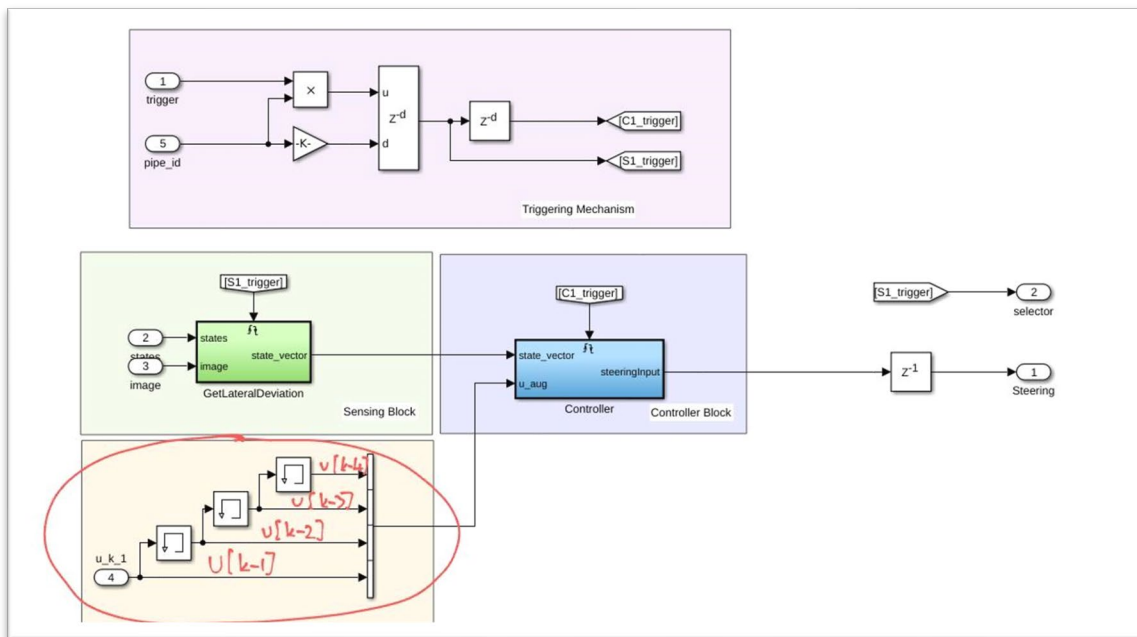 1
trigger
×
u
5
pipe_id
-K-
d
Z-d
Z-d
[C1_trigger]
[S1_trigger]
Triggering Mechanism
[S1_trigger]
2
states
states
3
image
image
state_vector
GetLateralDeviation
Sensing Block
[C1_trigger]
state_vector
u_aug
steeringInput
Controller
Controller Block
[S1_trigger]
2
selector
Z-1
1
Steering
u[k-4]
u[k-3]
u[k-2]
U[k-1]
u_k_1
4